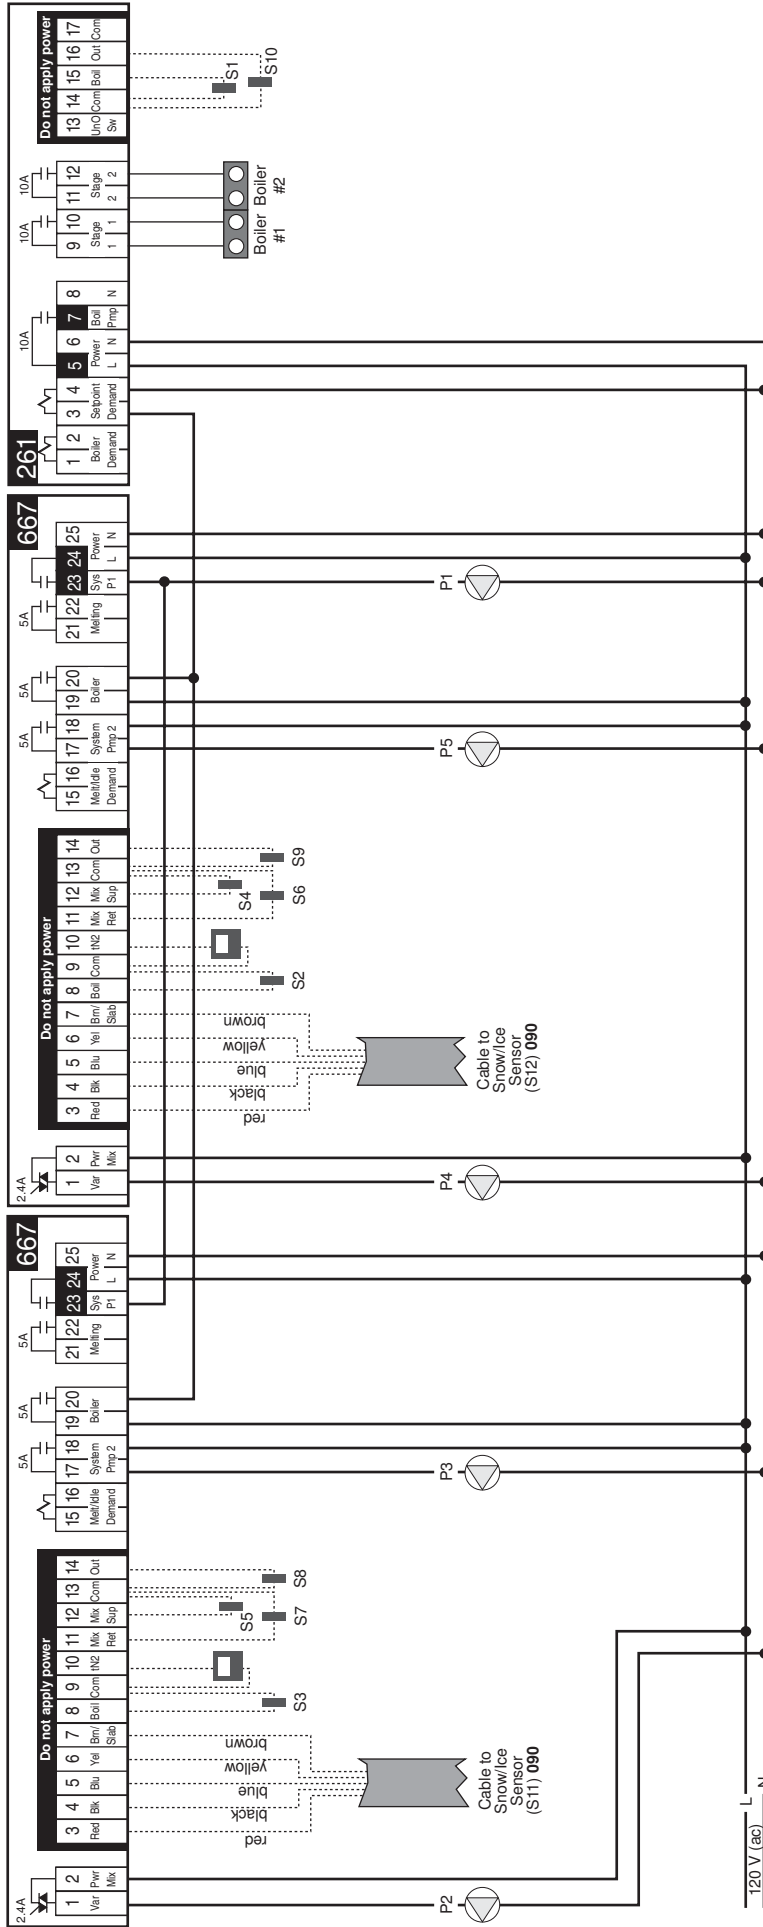 667
2.4A
1 2
Var Pwr
Mix
Do not apply power
3 4 5 6 7 8 9 10 11 12 13 14
Red Blk Blu Yel Brn/ Boil Com tN2 Mix Mix Com Out
Slab Ret Sup
15 16
Melt/Idle
Demand
5A
17 18
System
Pmp 2
5A
19 20
Boiler
5A
21 22
Melting
23 24 25
Sys Power
P1 L N
red
black
blue
yellow
brown
Cable to
Snow/Ice
Sensor
(S11) 090
S3
S5
S7
S8
P2
P3
667
2.4A
1 2
Var Pwr
Mix
Do not apply power
3 4 5 6 7 8 9 10 11 12 13 14
Red Blk Blu Yel Brn/ Boil Com tN2 Mix Mix Com Out
Slab Ret Sup
15 16
Melt/Idle
Demand
5A
17 18
System
Pmp 2
5A
19 20
Boiler
5A
21 22
Melting
23 24 25
Sys Power
P1 L N
red
black
blue
yellow
brown
Cable to
Snow/Ice
Sensor
(S12) 090
S2
S4
S6
S9
P4
P5
P1
261
1 2
Boiler
Demand
3 4
Setpoint
Demand
10A
5 6 7 8
Power Boil
L N Pmp N
10A
9 10
Stage
1 1
10A
11 12
Stage
2 2
Do not apply power
13 14 15 16 17
UnO Com Boil Out Com
Sw
Boiler Boiler
#1 #2
S1
S10
120 V (ac)
L
N